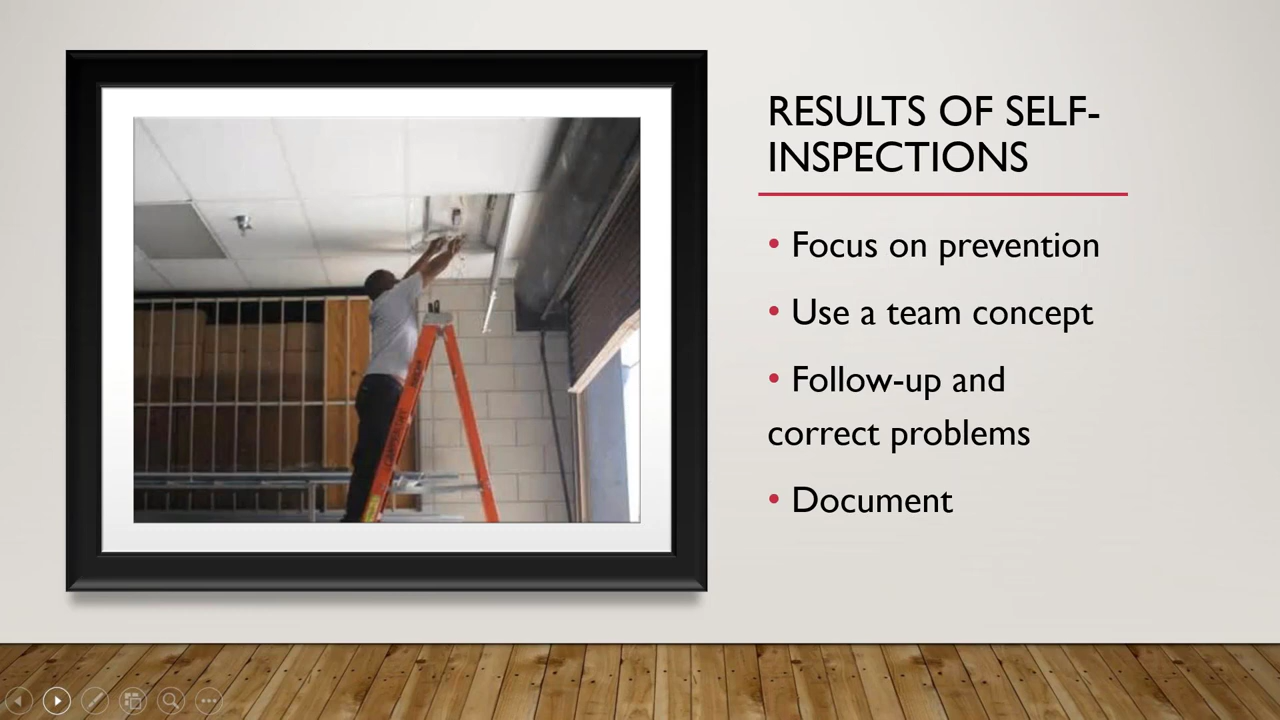 RESULTS OF SELF-
INSPECTIONS
• Focus on prevention
• Use a team concept
• Follow-up and
correct problems
• Document